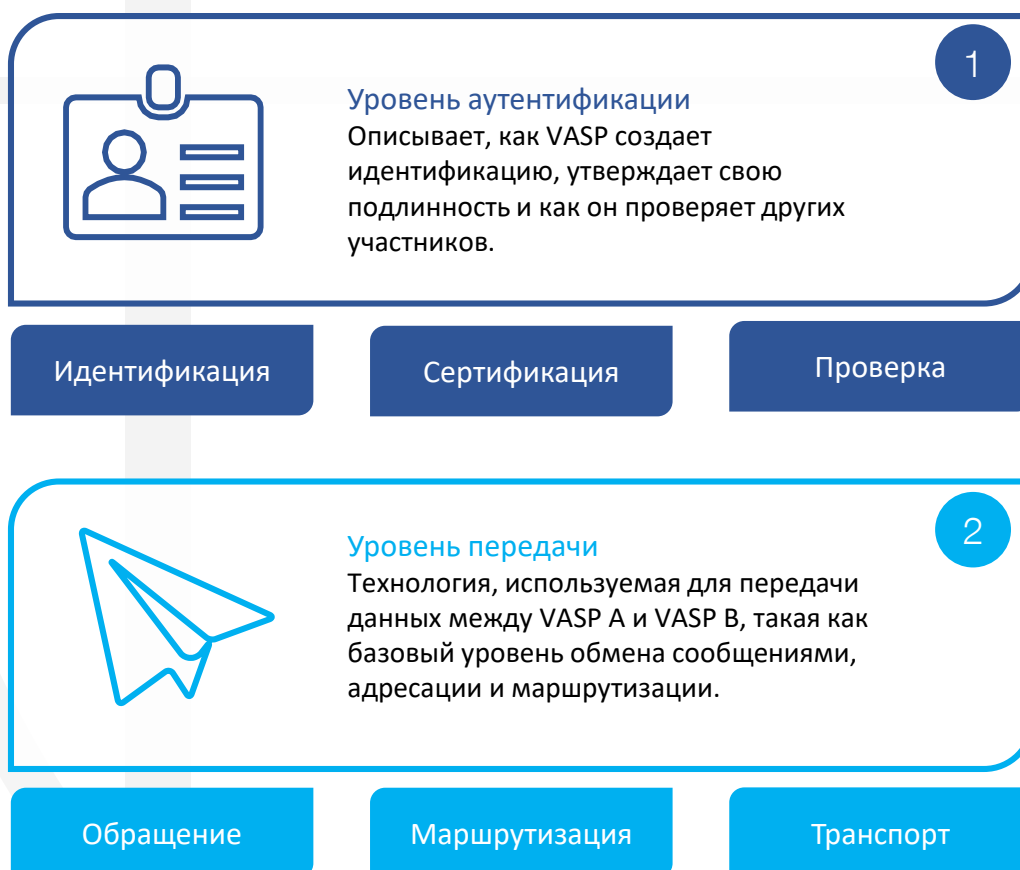 1
Уровень аутентификации
Описывает, как VASP создает
идентификацию, утверждает свою
подлинность и как он проверяет других
участников.
Идентификация
Сертификация
Проверка
2
Уровень передачи
Технология, используемая для передачи
данных между VASP A и VASP B, такая как
базовый уровень обмена сообщениями,
адресации и маршрутизации.
Обращение
Маршрутизация
Транспорт